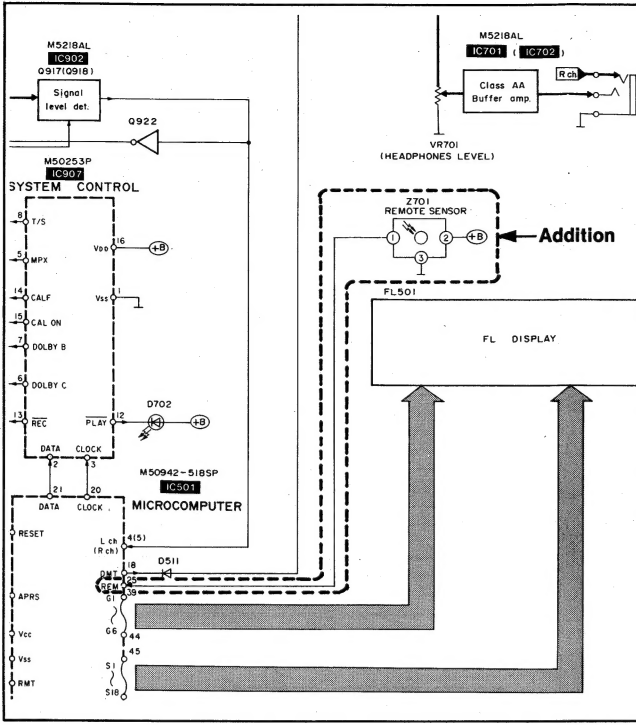 M5218AL
IC902
Q917(Q918)
Signal
level det.
Q922
M5218AL
IC701 ( IC702 )
R ch
Class AA
Buffer amp.
VR701
(HEADPHONES LEVEL)
M50253P
IC907
SYSTEM CONTROL
8 T/S
5 MPX
14 CALF
15 CAL ON
7 DOLBY B
6 DOLBY C
13 REC
16
VDD
+B
1
Vss
12
PLAY
D702
+B
DATA CLOCK
2 3
Z701
REMOTE SENSOR
1 2 +B
3
Addition
FL501
FL DISPLAY
M50942-518SP
IC501
MICROCOMPUTER
21 20
DATA CLOCK
RESET
APRS
Vcc
Vss
RMT
L ch 4(5)
(R ch)
DMT 18
D511
REM 25
39
G1
G6 44
45
S1
S18